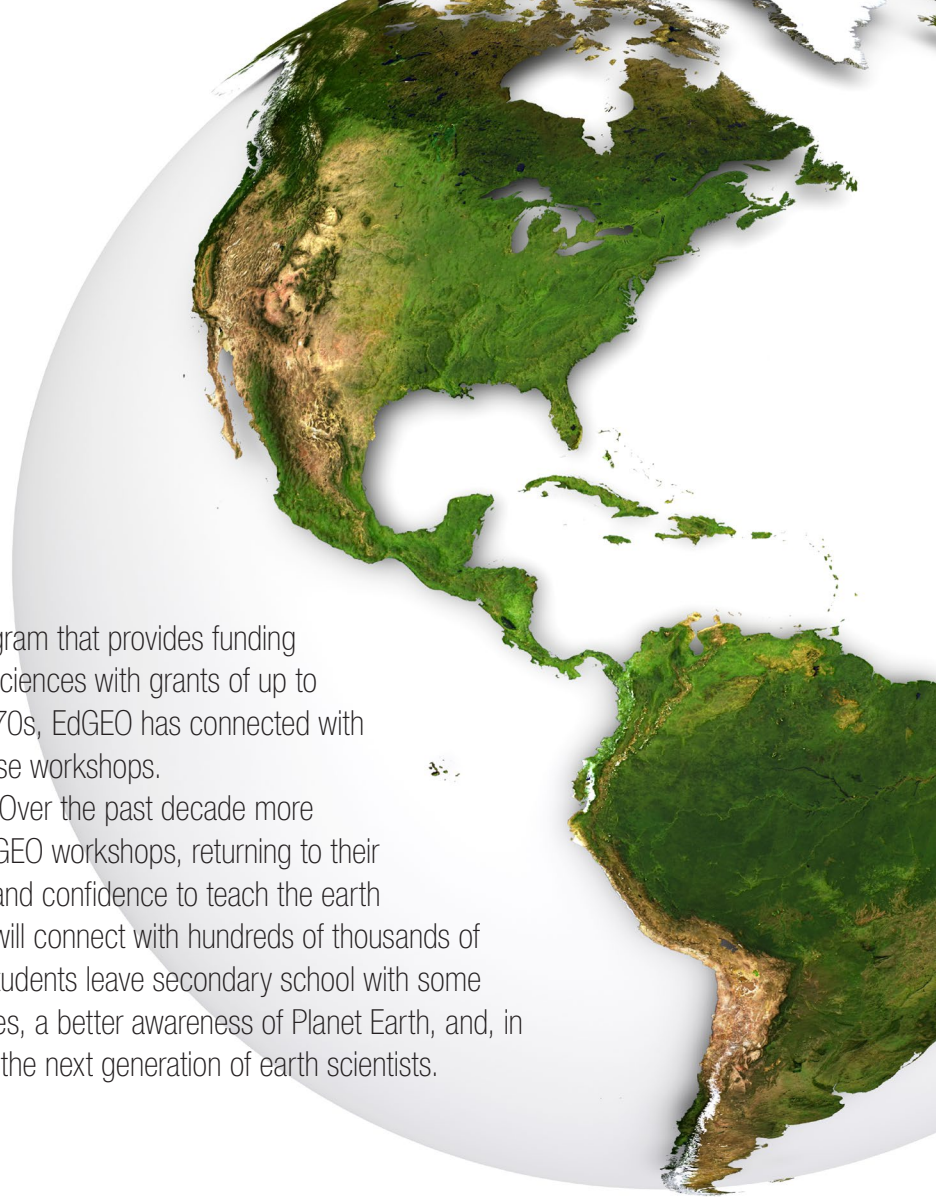 gram that provides funding
ciences with grants of up to
70s, EdGEO has connected with
se workshops.
Over the past decade more
GEO workshops, returning to their
and confidence to teach the earth
will connect with hundreds of thousands of
tudents leave secondary school with some
es, a better awareness of Planet Earth, and, in
the next generation of earth scientists.